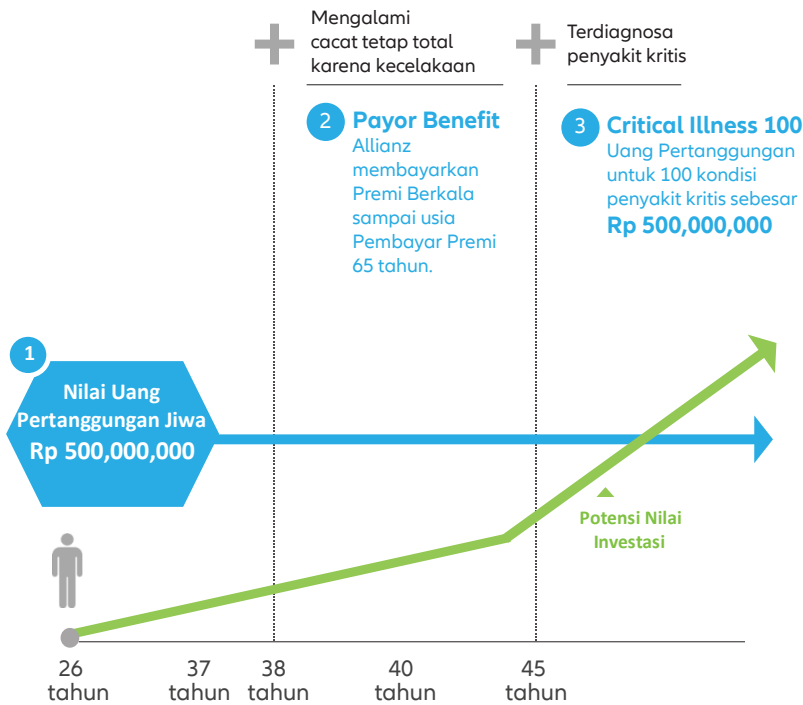 Mengalami
cacat tetap total
karena kecelakaan
Terdiagnosa
penyakit kritis
2 Payor Benefit
Allianz
membayarkan
Premi Berkala
sampai usia
Pembayar Premi
65 tahun.
3 Critical Illness 100
Uang Pertanggungan
untuk 100 kondisi
penyakit kritis sebesar
Rp 500,000,000
1
Nilai Uang
Pertanggungan Jiwa
Rp 500,000,000
Potensi Nilai
Investasi
26 37 38 40 45
tahun tahun tahun tahun tahun